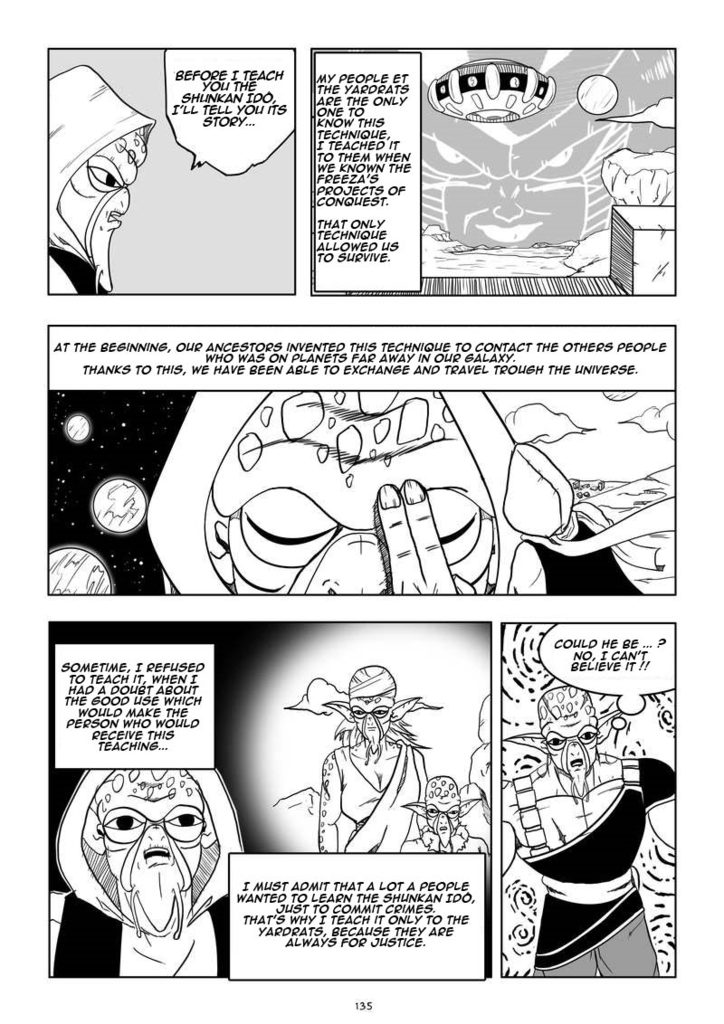 BEFORE I TEACH
YOU THE
SHUNKAN IDÔ,
I'LL TELL YOU ITS
STORY...
MY PEOPLE ET
THE YARDRATS
ARE THE ONLY
ONE TO
KNOW THIS
TECHNIQUE,
I TEACHED IT
TO THEM WHEN
WE KNOWN THE
FREEZA'S
PROJECTS OF
CONQUEST.
THAT ONLY
TECHNIQUE
ALLOWED US
TO SURVIVE.
AT THE BEGINNING, OUR ANCESTORS INVENTED THIS TECHNIQUE TO CONTACT THE OTHERS PEOPLE
WHO WAS ON PLANETS FAR AWAY IN OUR GALAXY.
THANKS TO THIS, WE HAVE BEEN ABLE TO EXCHANGE AND TRAVEL TROUGH THE UNIVERSE.
SOMETIME, I REFUSED
TO TEACH IT, WHEN I
HAD A DOUBT ABOUT
THE GOOD USE WHICH
WOULD MAKE THE
PERSON WHO WOULD
RECEIVE THIS
TEACHING...
I MUST ADMIT THAT A LOT A PEOPLE
WANTED TO LEARN THE SHUNKAN IDÔ,
JUST TO COMMIT CRIMES.
THAT'S WHY I TEACH IT ONLY TO THE
YARDRATS, BECAUSE THEY ARE
ALWAYS FOR JUSTICE.
COULD HE BE ... ?
NO, I CAN'T
BELIEVE IT !!
135